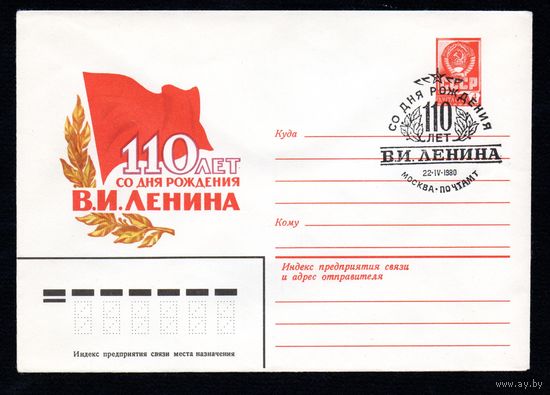 110 ЛЕТ
СО ДНЯ РОЖДЕНИЯ
В.И.ЛЕНИНА
Куда
Кому
Индекс предприятия связи
и адрес отправителя
Индекс предприятия связи места назначения
СО ДНЯ РОЖДЕНИЯ
110
ЛЕТ
В.И. ЛЕНИНА
22-IV-1980
МОСКВА-ПОЧТАМТ
© www.ay.by